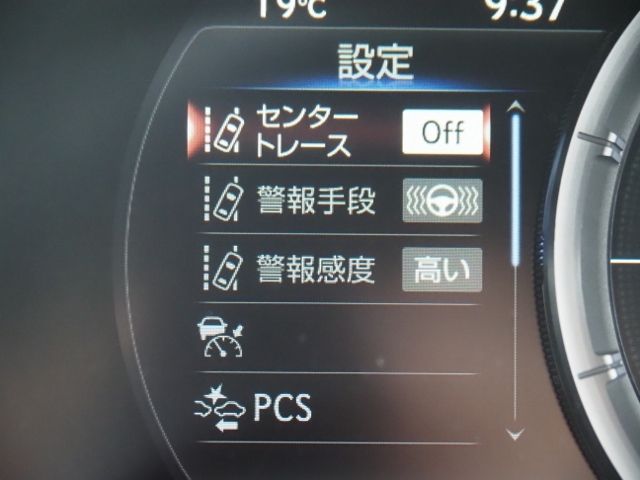 19℃ 9:37
設定
センター
トレース
Off
警報手段
警報感度 高い
PCS